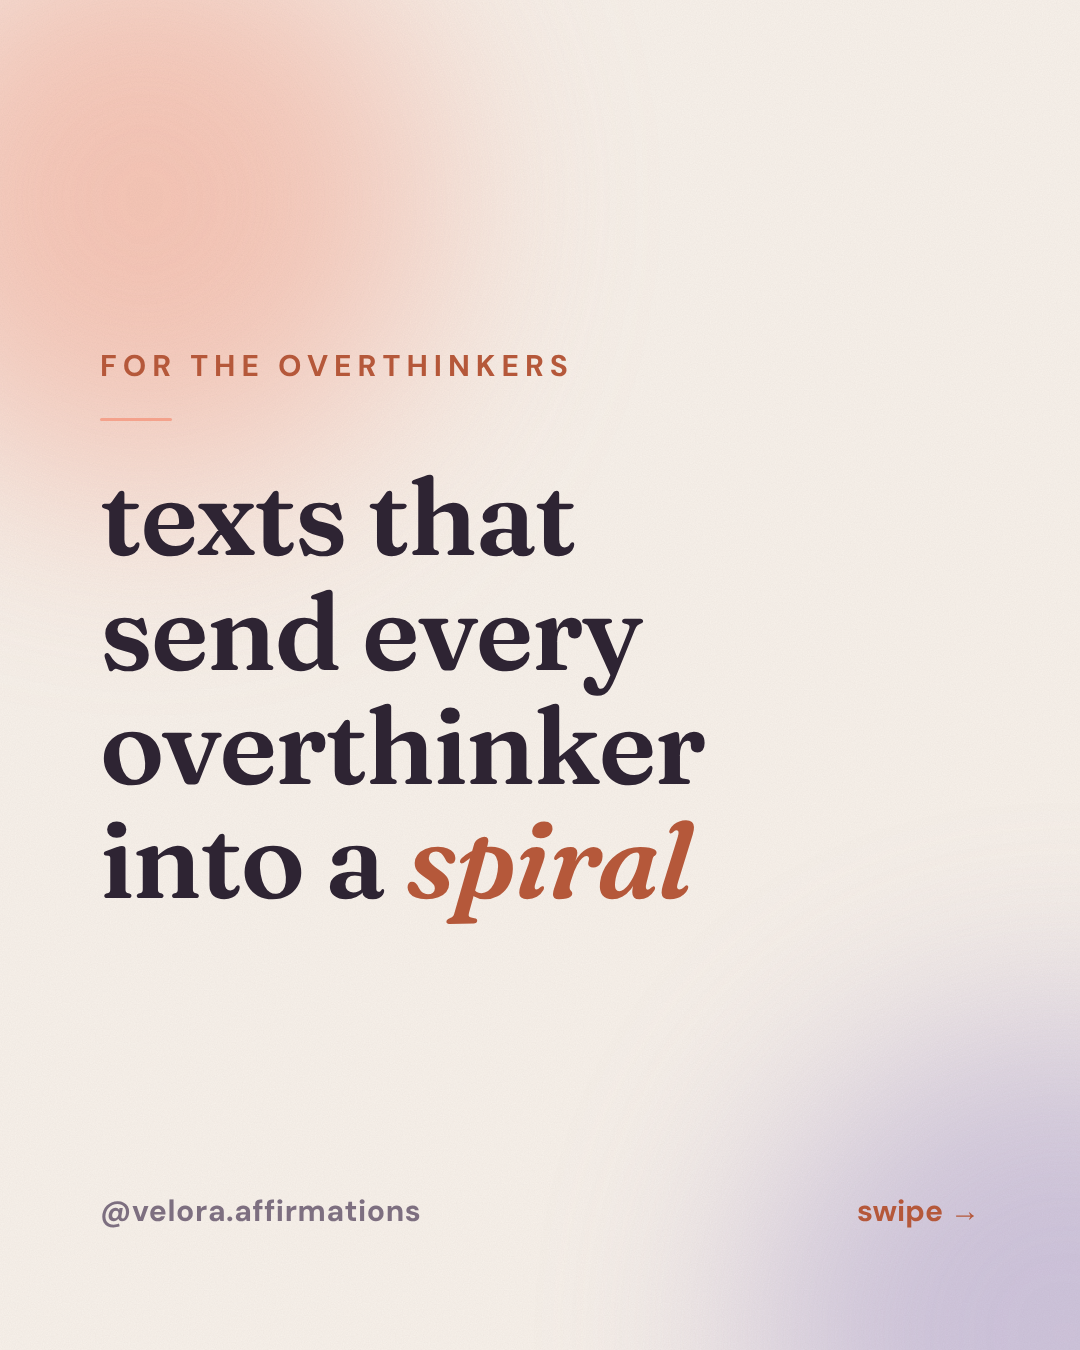 FOR THE OVERTHINKERS
texts that
send every
overthinker
into a spiral
@velora.affirmations
swipe →